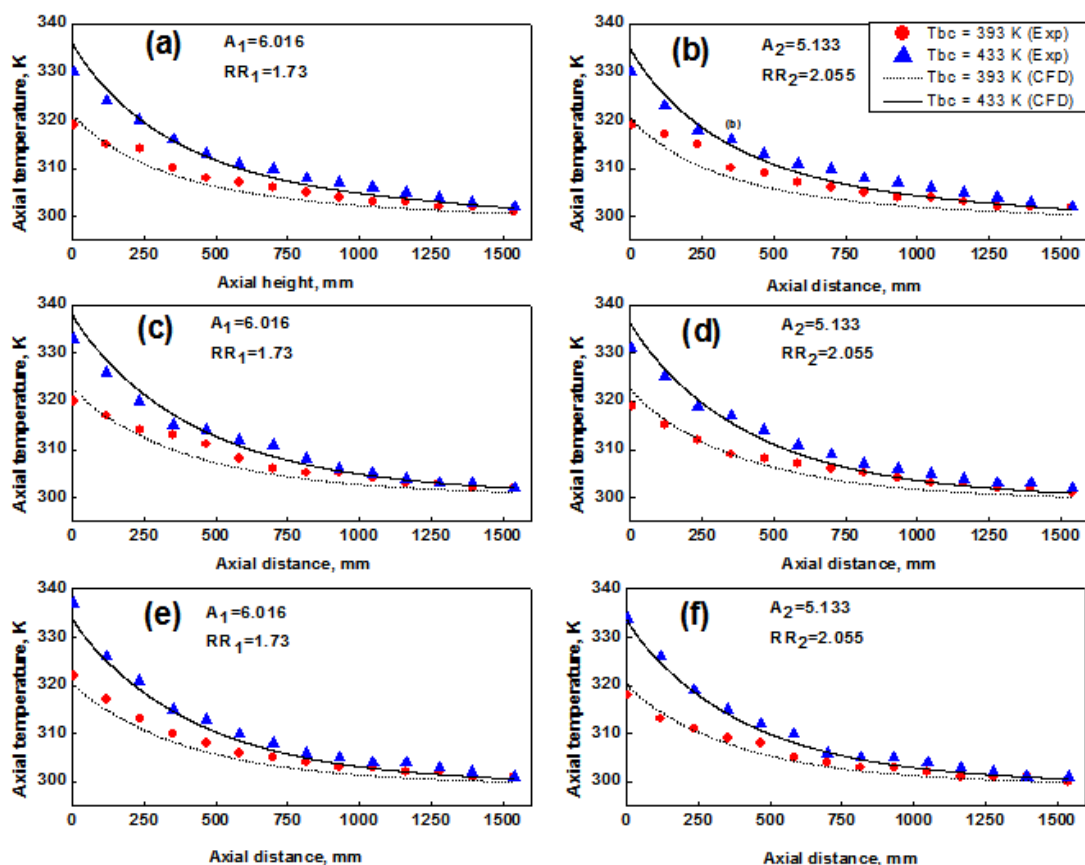 340
330
320
310
300
Axial temperature, K
(a)
A1=6.016
RR1=1.73
0 250 500 750 1000 1250 1500
Axial height, mm
340
330
320
310
300
Axial temperature, K
(b)
A2=5.133
RR2=2.055
(b)
Tbc = 393 K (Exp)
Tbc = 433 K (Exp)
Tbc = 393 K (CFD)
Tbc = 433 K (CFD)
0 250 500 750 1000 1250 1500
Axial distance, mm
340
330
320
310
300
Axial temperature, K
(c)
A1=6.016
RR1=1.73
0 250 500 750 1000 1250 1500
Axial distance, mm
340
330
320
310
300
Axial temperature, K
(d)
A2=5.133
RR2=2.055
0 250 500 750 1000 1250 1500
Axial distance, mm
340
330
320
310
300
Axial temperature, K
(e)
A1=6.016
RR1=1.73
0 250 500 750 1000 1250 1500
Axial distance, mm
340
330
320
310
300
Axial temperature, K
(f)
A2=5.133
RR2=2.055
0 250 500 750 1000 1250 1500
Axial distance, mm